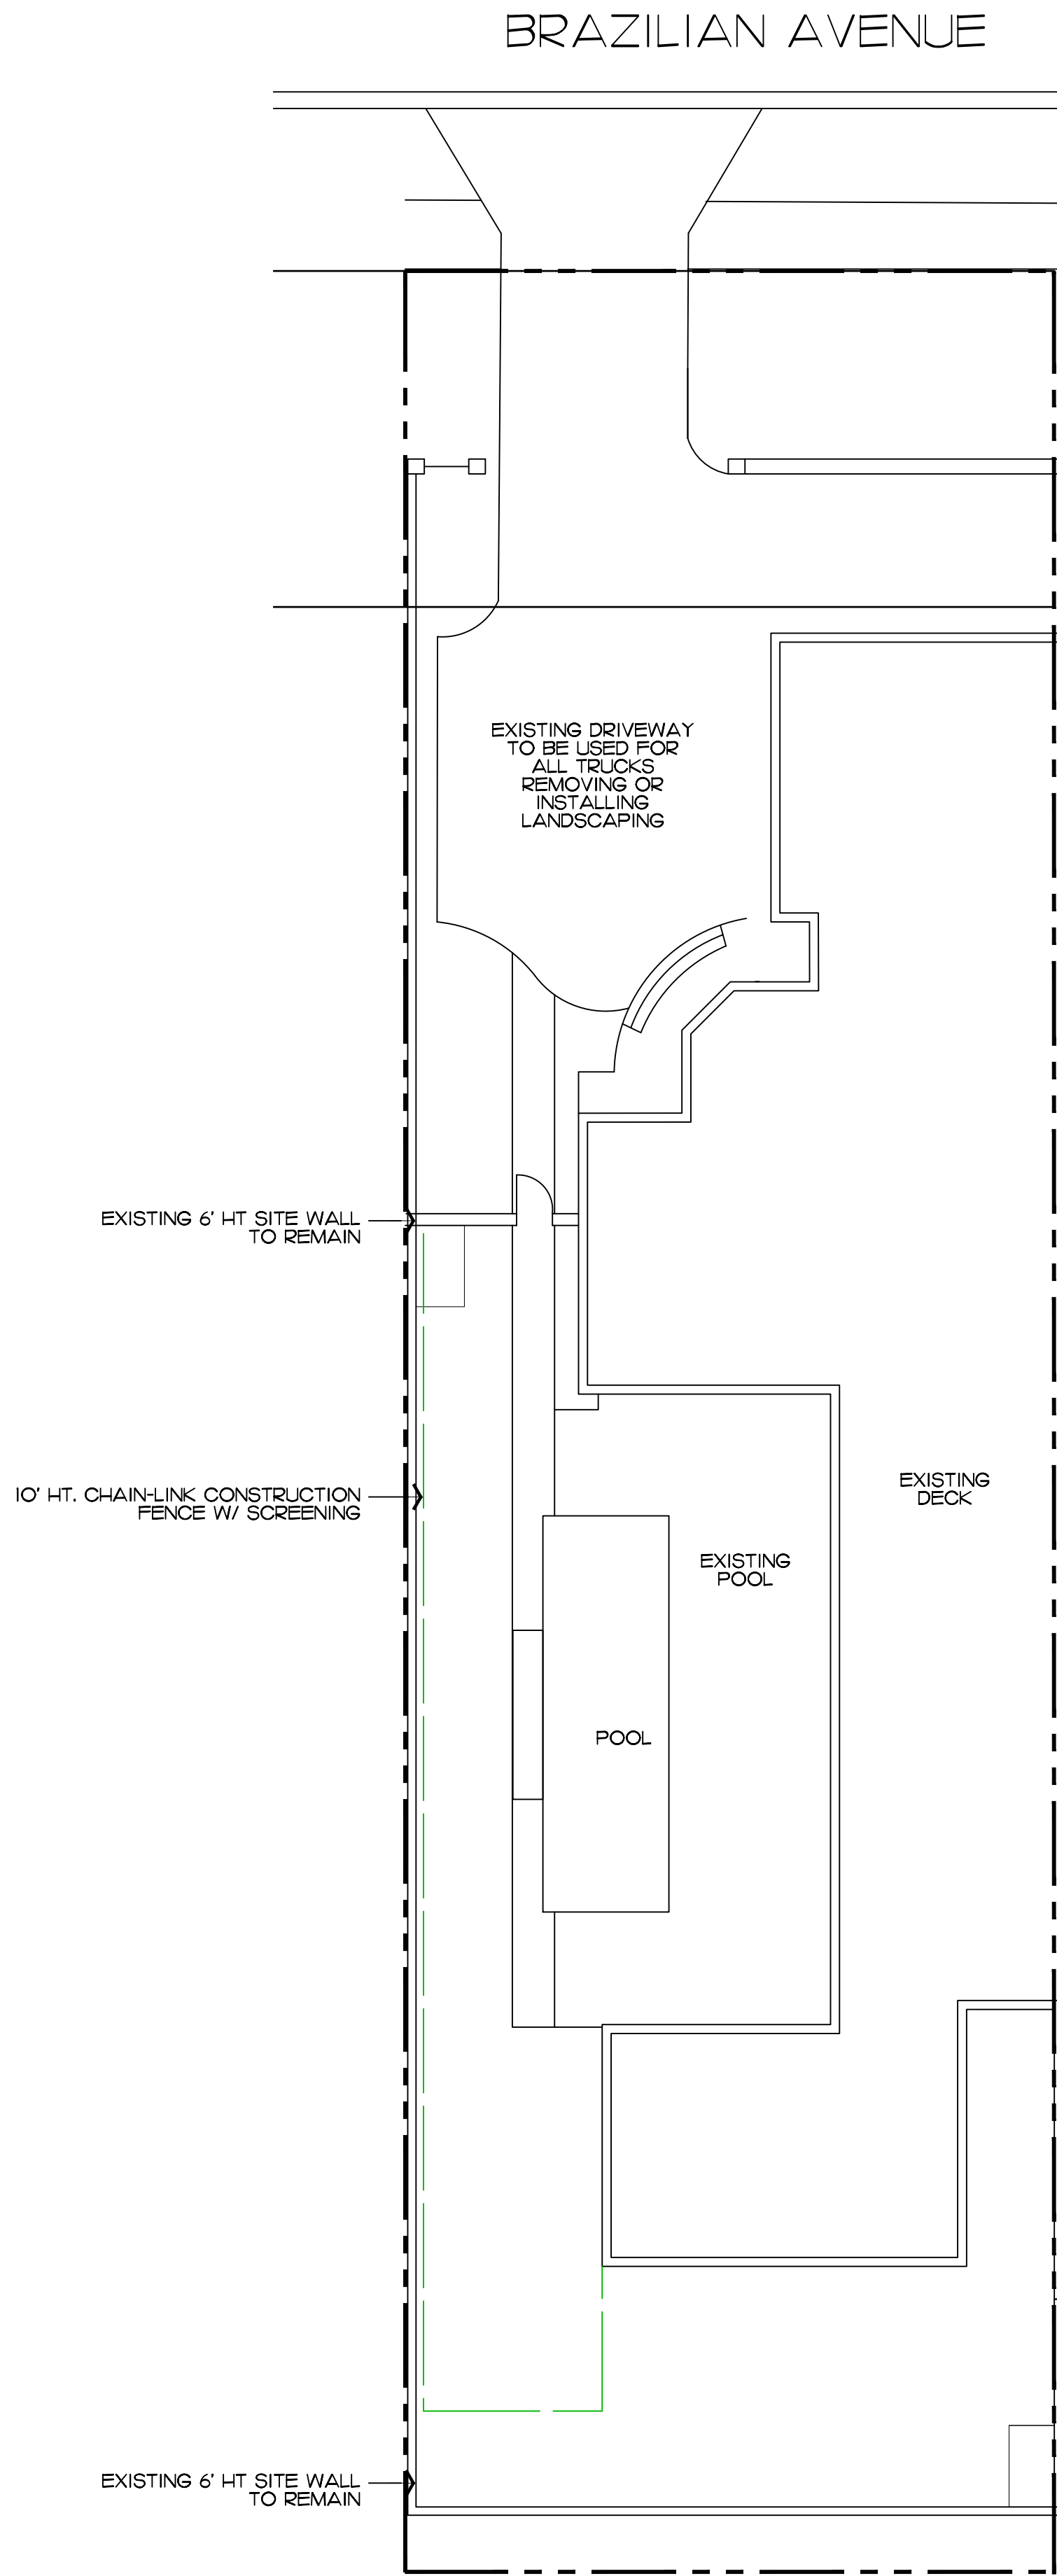 BRAZILIAN AVENUE
EXISTING DRIVEWAY
TO BE USED FOR
ALL TRUCKS
REMOVING OR
INSTALLING
LANDSCAPING
EXISTING 6' HT SITE WALL
TO REMAIN
10' HT. CHAIN-LINK CONSTRUCTION
FENCE W/ SCREENING
EXISTING
DECK
EXISTING
POOL
POOL
EXISTING 6' HT SITE WALL
TO REMAIN